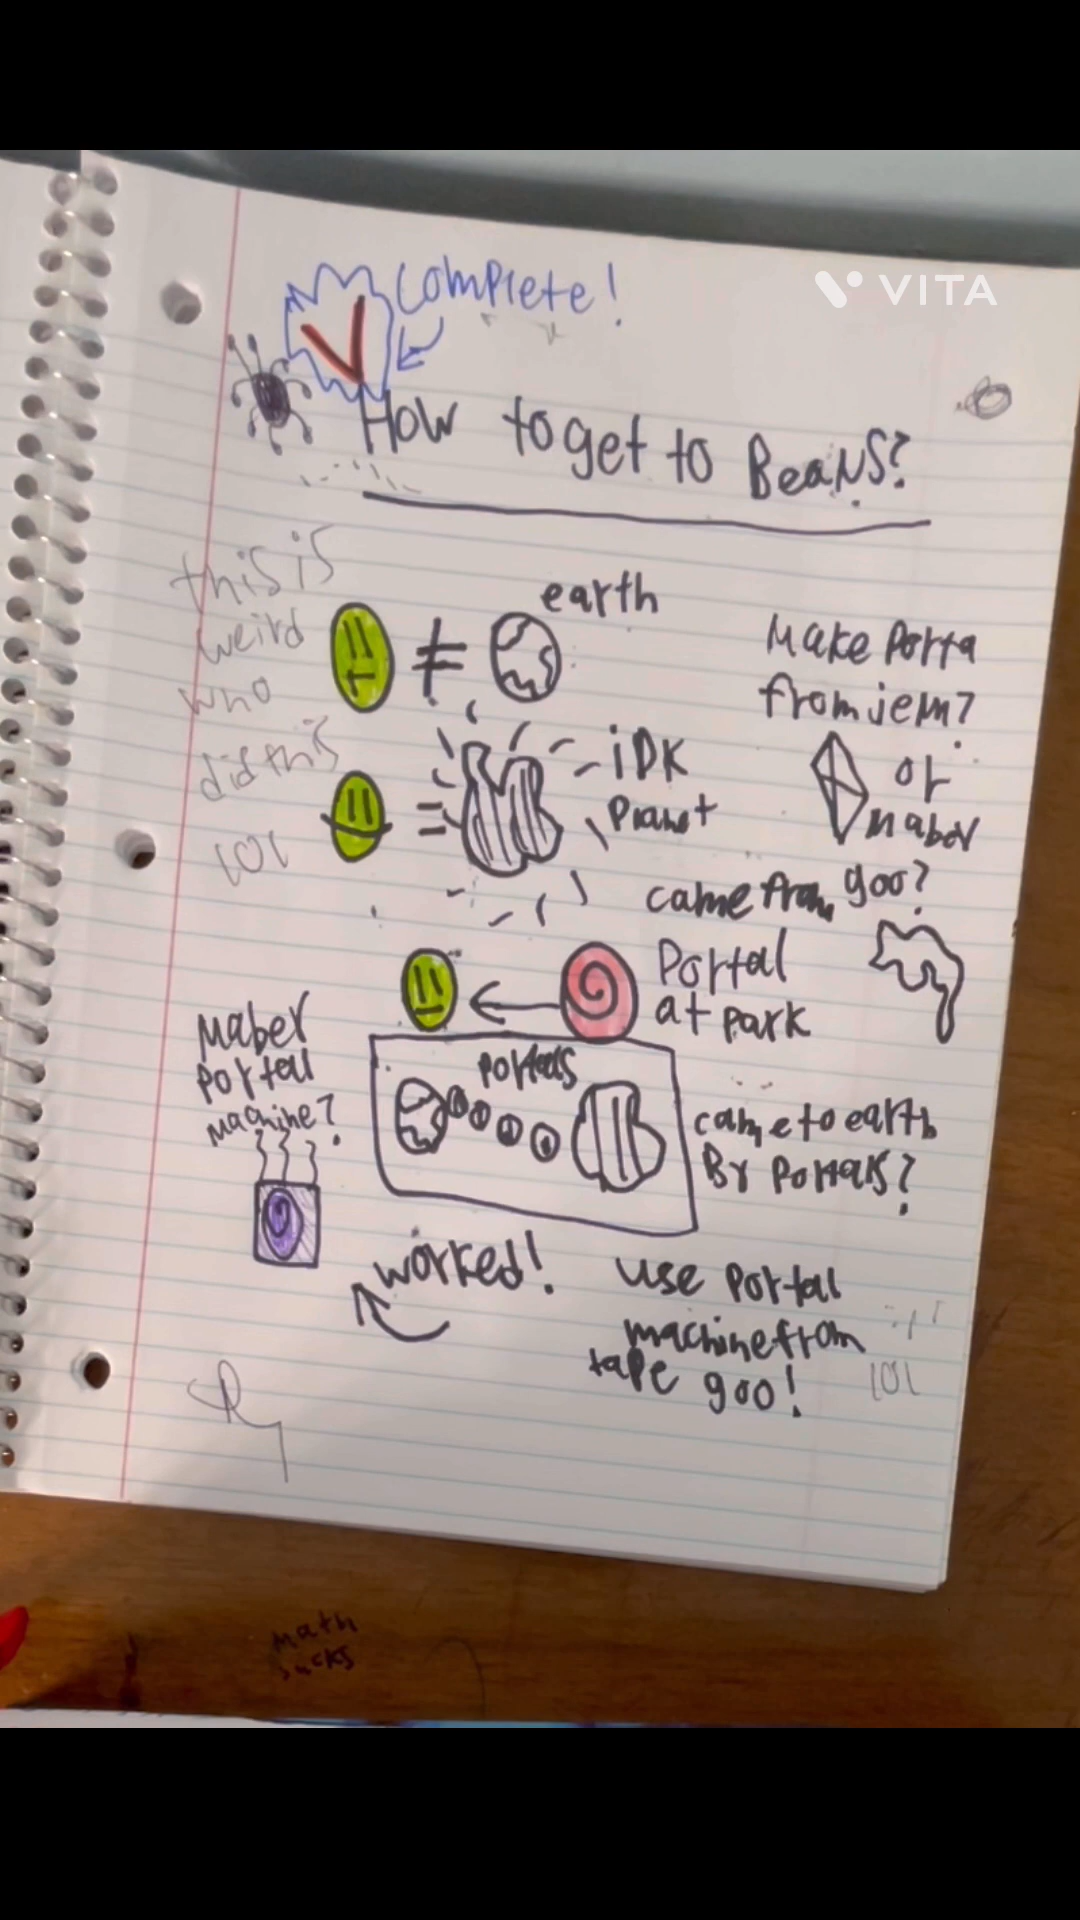 complete!
VITA
How to get to Beans?
this is
weird
who
did this
lol
earth
Make Porta
from jem?
or
maber
goo?
iDK
Planet
came from
Portal
at park
Maber
portal
machine?
portals
came to earth
By Portals?
worked!
use portal
machine from
tape goo!
lol
math
sucks